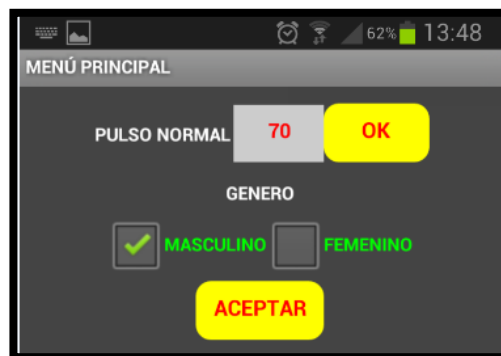 62% 13:48
MENÚ PRINCIPAL
PULSO NORMAL 70 OK
GENERO
MASCULINO FEMENINO
ACEPTAR